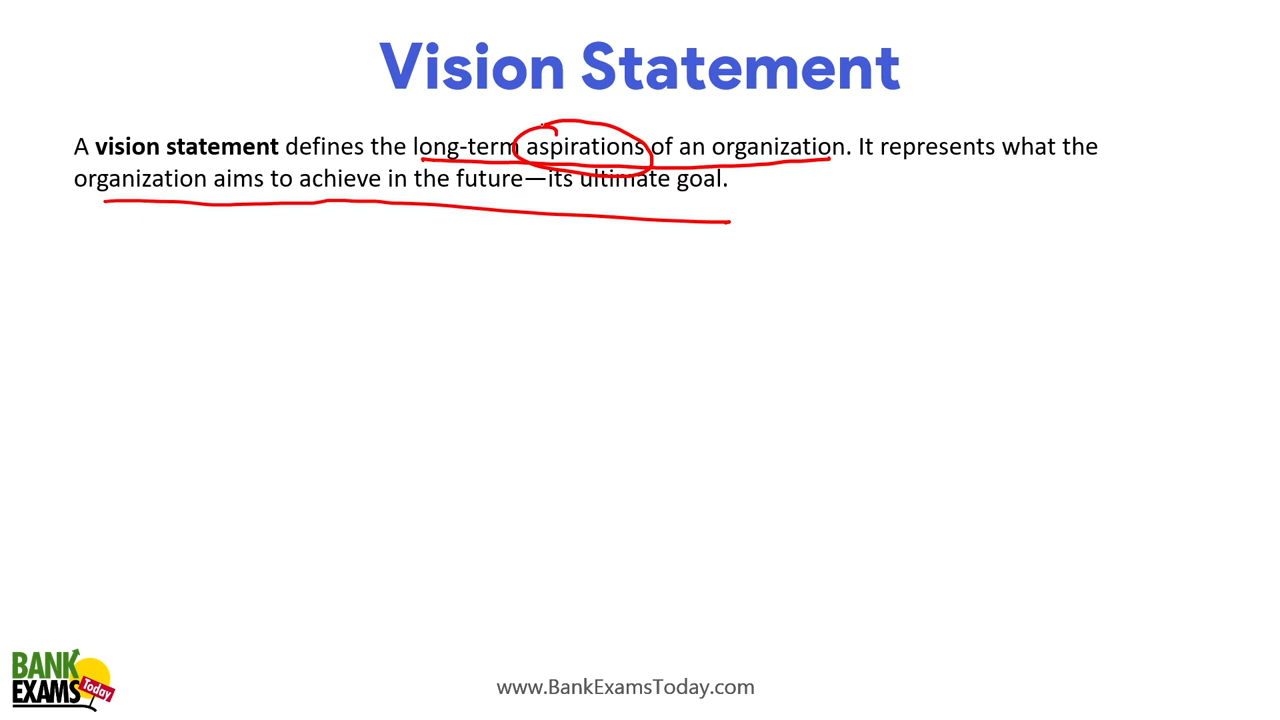 Vision Statement
A vision statement defines the long-term aspirations of an organization. It represents what the
organization aims to achieve in the future—its ultimate goal.
BANK
EXAMS
Today
www.BankExamsToday.com